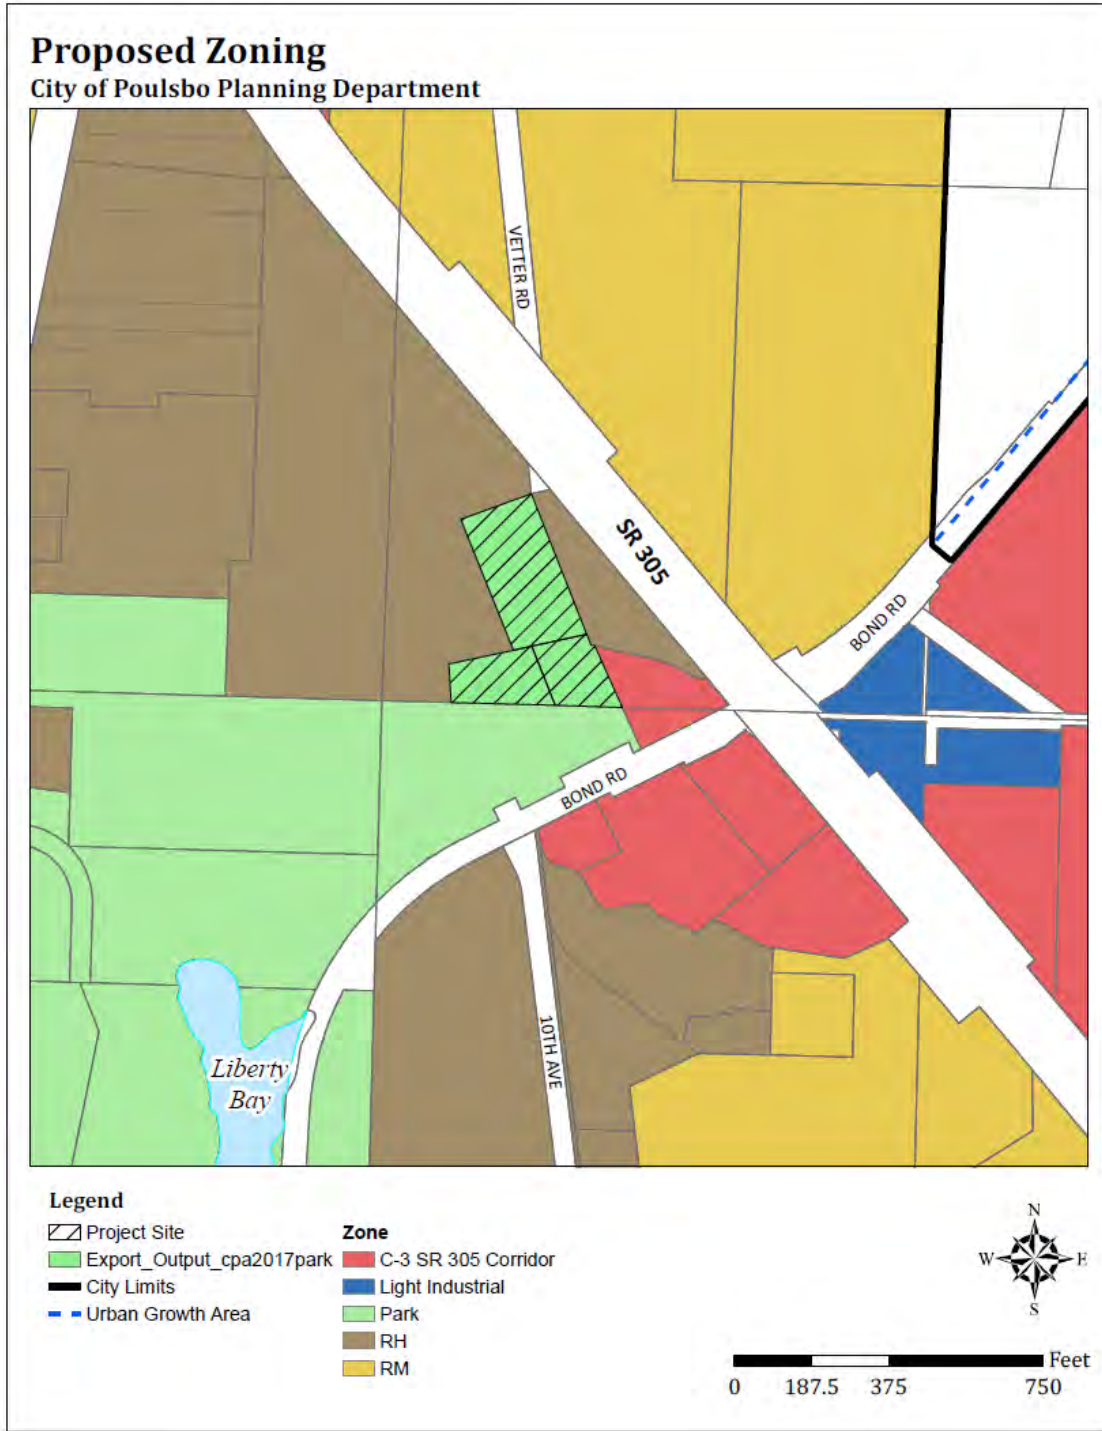 Proposed Zoning
City of Poulsbo Planning Department
VETTER RD
SR 305
BOND RD
BOND RD
10TH AVE
Liberty
Bay
Legend
Project Site
Export_Output_cpa2017park
City Limits
Urban Growth Area
Zone
C-3 SR 305 Corridor
Light Industrial
Park
RH
RM
N
W E
S
Feet
0 187.5 375 750